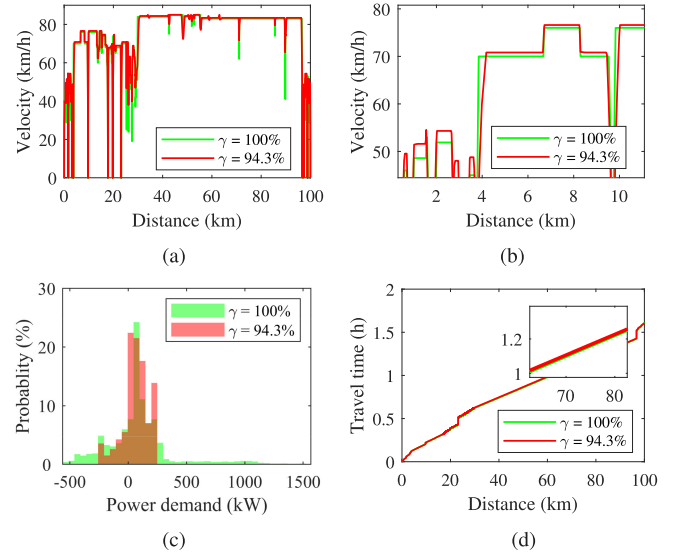 100
80
60
40
20
0
Velocity (km/h)
γ = 100%
γ = 94.3%
0 20 40 60 80 100
Distance (km)
(a)
80
70
60
50
Velocity (km/h)
γ = 100%
γ = 94.3%
2 4 6 8 10
Distance (km)
(b)
30
20
10
0
Probablity (%)
γ = 100%
γ = 94.3%
-500 0 500 1000 1500
Power demand (kW)
(c)
2
1.5
1
0.5
0
Travel time (h)
1.2
1
70 80
γ = 100%
γ = 94.3%
0 20 40 60 80 100
Distance (km)
(d)